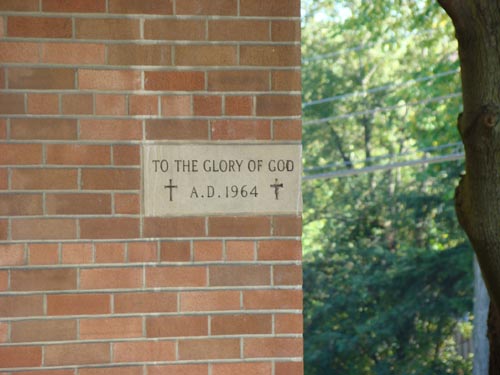 TO THE GLORY OF GOD
A.D.1964